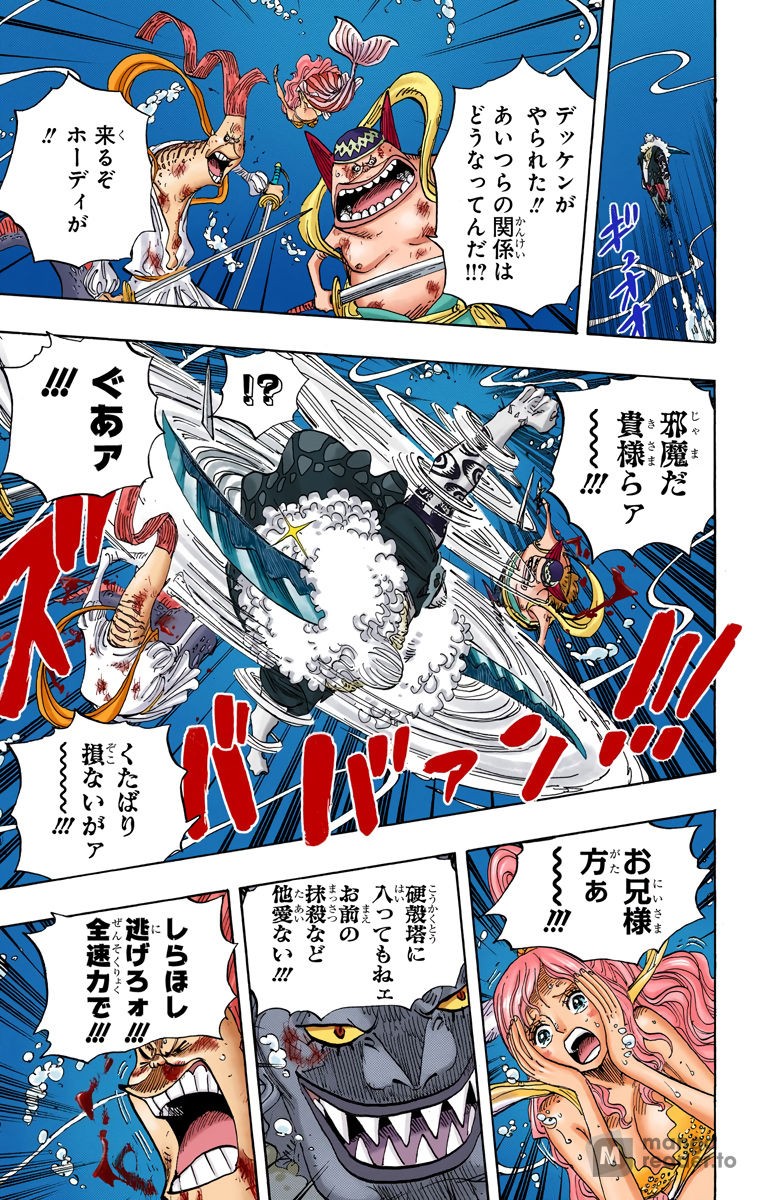 ギュオオ
デッケンが
やられた!!
あいつらの関係は
どうなってんだ!!!?
来るぞ
ホーディが
!!
邪魔だ
貴様らァ
〜〜〜!!!
!?
ぐあァ
!!!
ズババァン!!!
くたばり
損ないがァ
〜〜〜!!!
お兄様
方ぁ
〜〜〜!!!
硬殻塔に
入ってもねェ
お前の
抹殺など
他愛ない!!!
しらほし
逃げろォ!!!
全速力で!!!
manga
reader.to